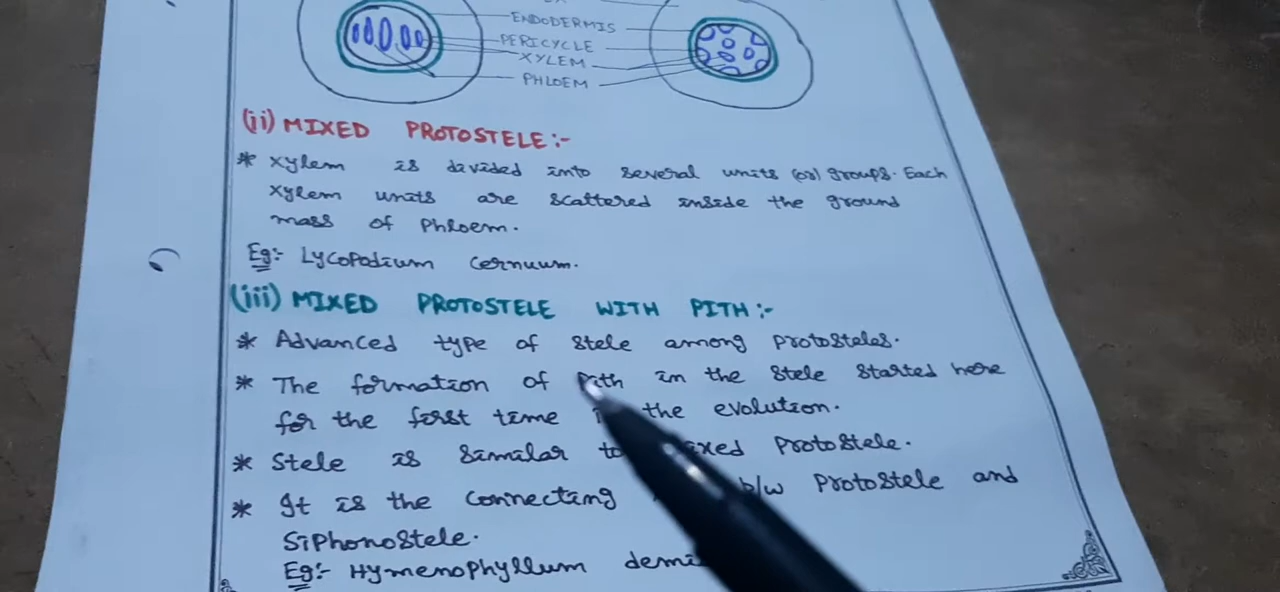 ENDODERMIS
PERICYCLE
XYLEM
PHLOEM
(ii) MIXED PROTOSTELE:-
* Xylem is divided into several units (or) groups. Each
Xylem units are scattered inside the ground
mass of Phloem.
Eg:- Lycopodium cernuum.
(iii) MIXED PROTOSTELE WITH PITH:-
* Advanced type of stele among protosteles.
* The formation of Pith in the stele started here
for the first time the evolution.
* Stele is similar to Protostele.
* It is the connecting b/w Protostele and
Siphonostele.
Eg:- Hymenophyllum